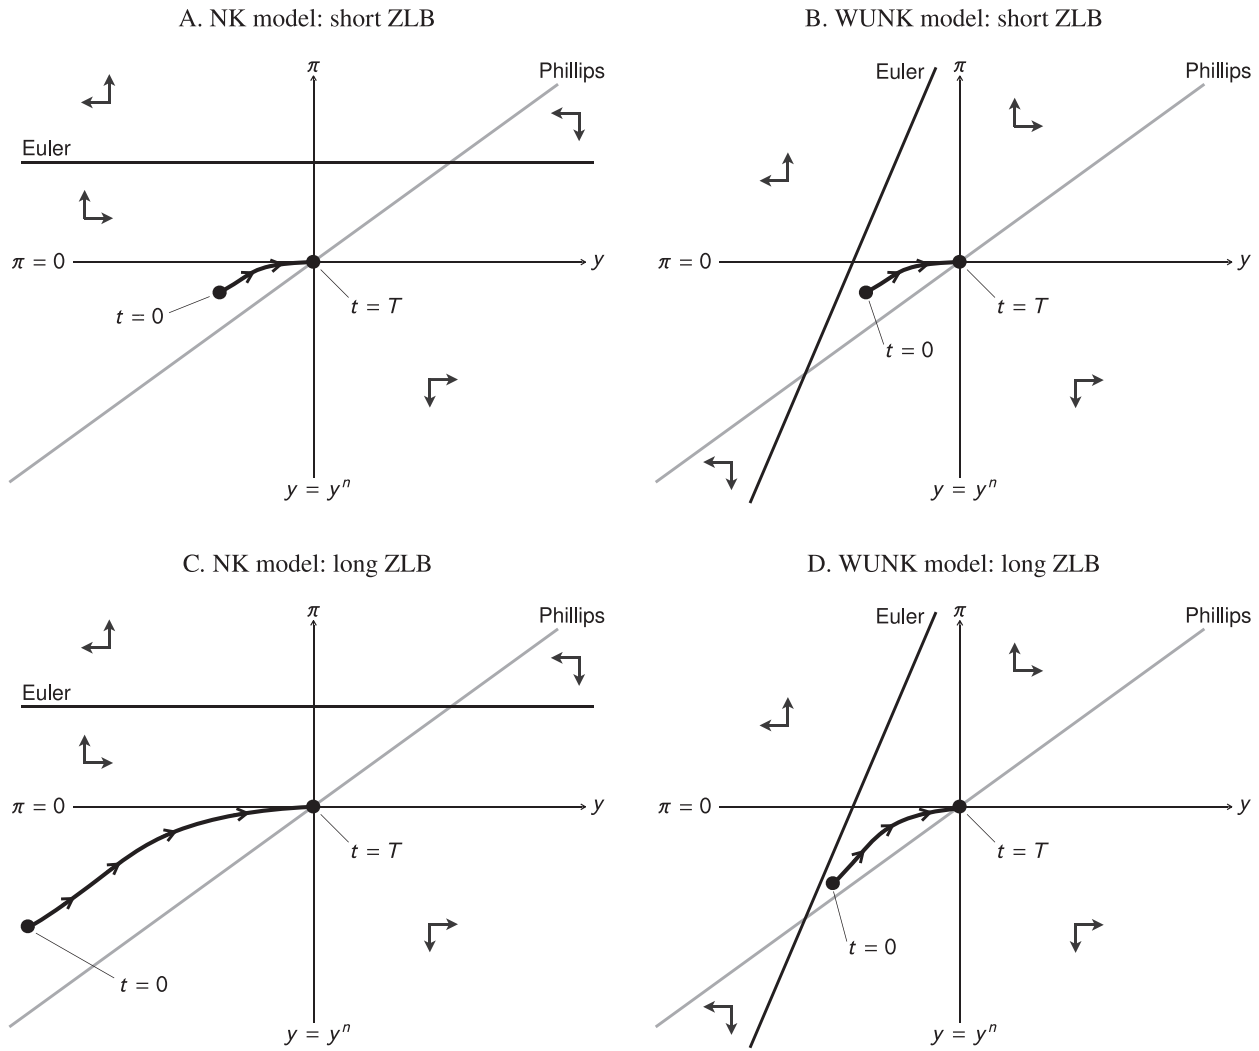 A. NK model: short ZLB
π
Phillips
Euler
π = 0
y
t = 0
t = T
y = yⁿ
B. WUNK model: short ZLB
Euler
π
Phillips
π = 0
y
t = T
t = 0
y = yⁿ
C. NK model: long ZLB
π
Phillips
Euler
π = 0
y
t = T
t = 0
y = yⁿ
D. WUNK model: long ZLB
Euler
π
Phillips
π = 0
y
t = T
t = 0
y = yⁿ